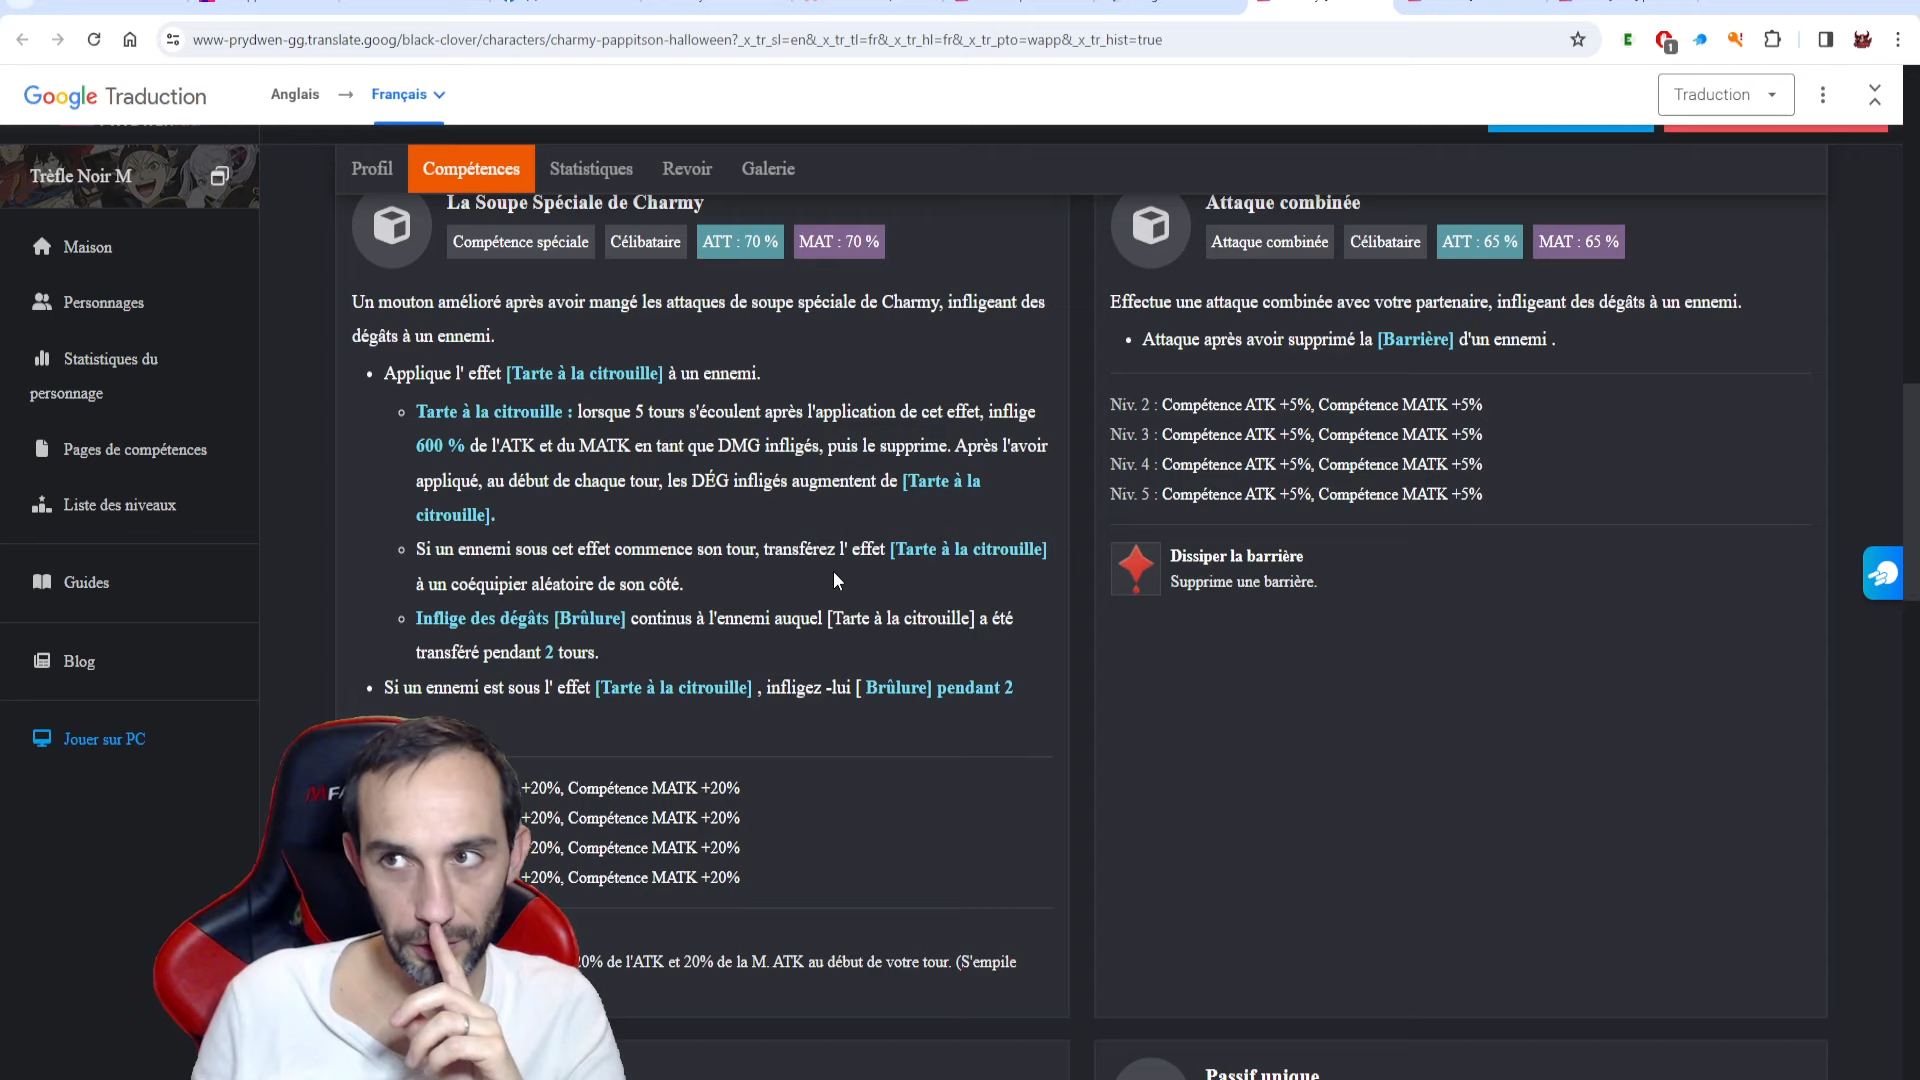 www-prydwen-gg.translate.goog/black-clover/characters/charmy-pappitson-halloween?_x_tr_sl=en&_x_tr_tl=fr&_x_tr_hl=fr&_x_tr_pto=wapp&_x_tr_hist=true
1
Google Traduction
Anglais → Français
Traduction
Trèfle Noir M
Maison
Personnages
Statistiques du
personnage
Pages de compétences
Liste des niveaux
Guides
Blog
Jouer sur PC
Profil Compétences Statistiques Revoir Galerie
La Soupe Spéciale de Charmy
Compétence spéciale Célibataire ATT : 70 % MAT : 70 %
Un mouton amélioré après avoir mangé les attaques de soupe spéciale de Charmy, infligeant des
dégâts à un ennemi.
Applique l' effet [Tarte à la citrouille] à un ennemi.
Tarte à la citrouille : lorsque 5 tours s'écoulent après l'application de cet effet, inflige
600 % de l'ATK et du MATK en tant que DMG infligés, puis le supprime. Après l'avoir
appliqué, au début de chaque tour, les DÉG infligés augmentent de [Tarte à la
citrouille].
Si un ennemi sous cet effet commence son tour, transférez l' effet [Tarte à la citrouille]
à un coéquipier aléatoire de son côté.
Inflige des dégâts [Brûlure] continus à l'ennemi auquel [Tarte à la citrouille] a été
transféré pendant 2 tours.
Si un ennemi est sous l' effet [Tarte à la citrouille] , infligez -lui [ Brûlure] pendant 2
+20%, Compétence MATK +20%
+20%, Compétence MATK +20%
+20%, Compétence MATK +20%
+20%, Compétence MATK +20%
20% de l'ATK et 20% de la M. ATK au début de votre tour. (S'empile
Attaque combinée
Attaque combinée Célibataire ATT : 65 % MAT : 65 %
Effectue une attaque combinée avec votre partenaire, infligeant des dégâts à un ennemi.
Attaque après avoir supprimé la [Barrière] d'un ennemi .
Niv. 2 : Compétence ATK +5%, Compétence MATK +5%
Niv. 3 : Compétence ATK +5%, Compétence MATK +5%
Niv. 4 : Compétence ATK +5%, Compétence MATK +5%
Niv. 5 : Compétence ATK +5%, Compétence MATK +5%
Dissiper la barrière
Supprime une barrière.
Passif unique